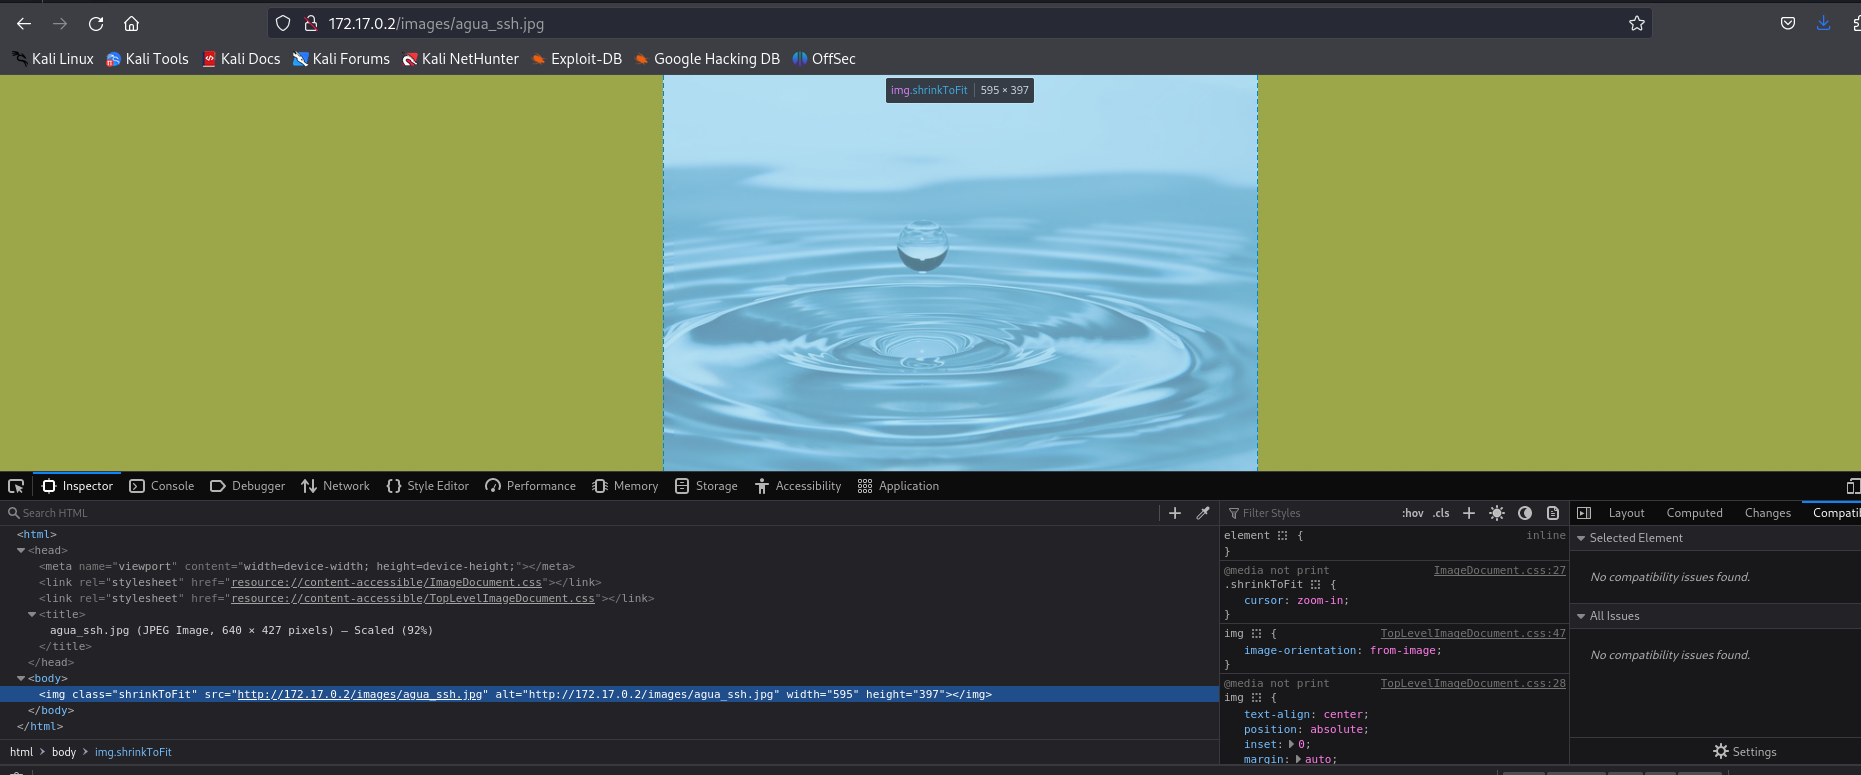 172.17.0.2/images/agua_ssh.jpg
Kali Linux Kali Tools Kali Docs Kali Forums Kali NetHunter Exploit-DB Google Hacking DB OffSec
img.shrinkToFit 595 × 397
Inspector Console Debugger Network Style Editor Performance Memory Storage Accessibility Application
Search HTML
<html>
<head>
<meta name="viewport" content="width=device-width; height=device-height;"></meta>
<link rel="stylesheet" href="resource://content-accessible/ImageDocument.css"></link>
<link rel="stylesheet" href="resource://content-accessible/TopLevelImageDocument.css"></link>
<title>
agua_ssh.jpg (JPEG Image, 640 × 427 pixels) — Scaled (92%)
</title>
</head>
<body>
<img class="shrinkToFit" src="http://172.17.0.2/images/agua_ssh.jpg" alt="http://172.17.0.2/images/agua_ssh.jpg" width="595" height="397"></img>
</body>
</html>
html > body > img.shrinkToFit
Filter Styles :hov .cls
element { inline
}
@media not print ImageDocument.css:27
.shrinkToFit {
cursor: zoom-in;
}
img { TopLevelImageDocument.css:47
image-orientation: from-image;
}
@media not print TopLevelImageDocument.css:28
img {
text-align: center;
position: absolute;
inset: 0;
margin: auto;
Layout Computed Changes Compati
Selected Element
No compatibility issues found.
All Issues
No compatibility issues found.
Settings